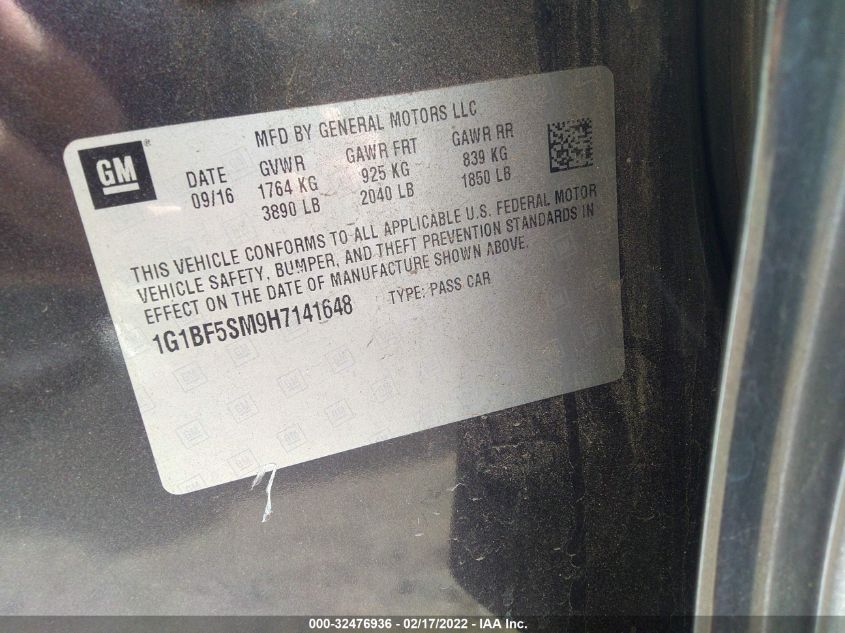 MFD BY GENERAL MOTORS LLC
GM
DATE GVWR GAWR FRT GAWR RR
09/16 1764 KG 925 KG 839 KG
3890 LB 2040 LB 1850 LB
THIS VEHICLE CONFORMS TO ALL APPLICABLE U.S. FEDERAL MOTOR
VEHICLE SAFETY, BUMPER, AND THEFT PREVENTION STANDARDS IN
EFFECT ON THE DATE OF MANUFACTURE SHOWN ABOVE.
1G1BF5SM9H7141648 TYPE: PASS CAR
000-32476936 - 02/17/2022 - IAA Inc.